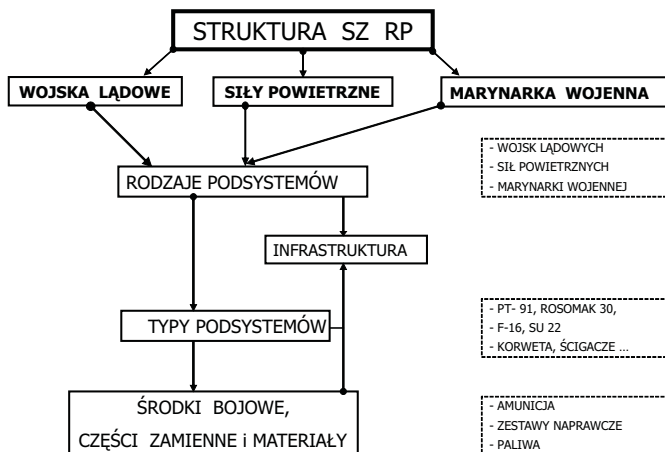 STRUKTURA SZ RP
WOJSKA LĄDOWE
SIŁY POWIETRZNE
MARYNARKA WOJENNA
- WOJSK LĄDOWYCH
- SIŁ POWIETRZNYCH
- MARYNARKI WOJENNEJ
RODZAJE PODSYSTEMÓW
INFRASTRUKTURA
TYPY PODSYSTEMÓW
- PT- 91, ROSOMAK 30,
- F-16, SU 22
- KORWETA, ŚCIGACZE ...
ŚRODKI BOJOWE,
CZĘŚCI ZAMIENNE i MATERIAŁY
- AMUNICJA
- ZESTAWY NAPRAWCZE
- PALIWA